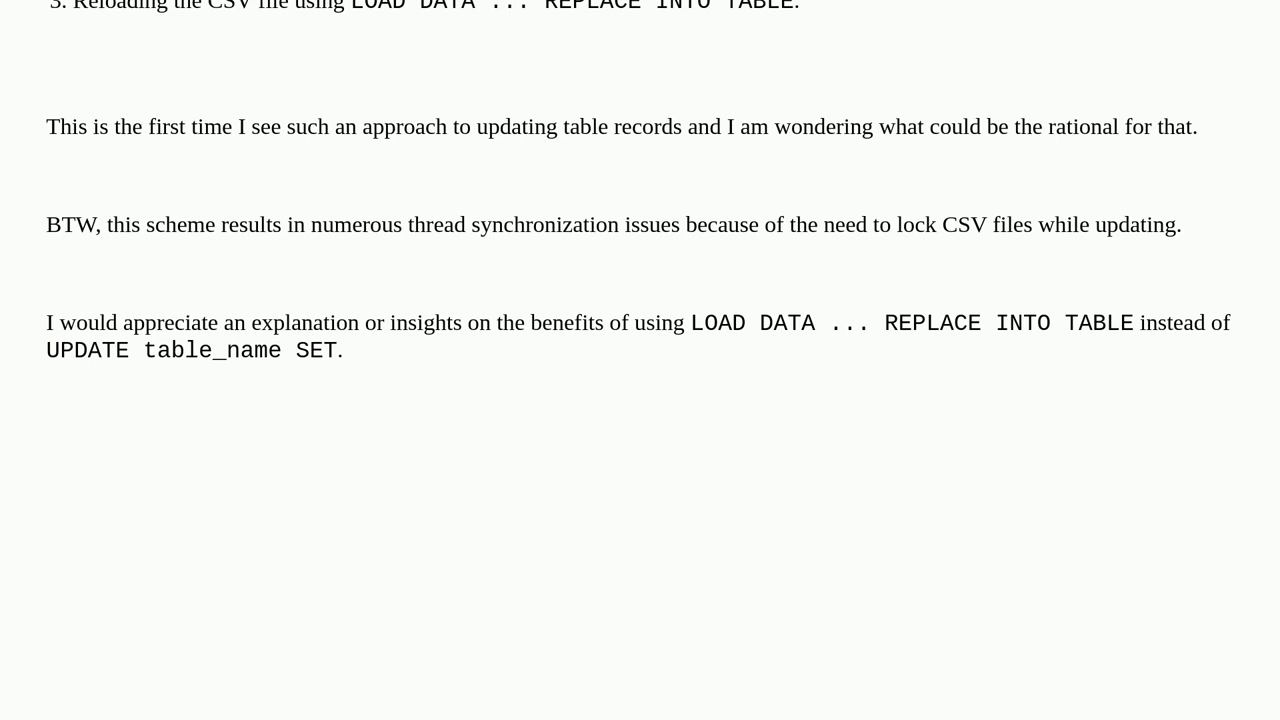 3. Reloading the CSV file using LOAD DATA ... REPLACE INTO TABLE.
This is the first time I see such an approach to updating table records and I am wondering what could be the rational for that.
BTW, this scheme results in numerous thread synchronization issues because of the need to lock CSV files while updating.
I would appreciate an explanation or insights on the benefits of using LOAD DATA ... REPLACE INTO TABLE instead of
UPDATE table_name SET.